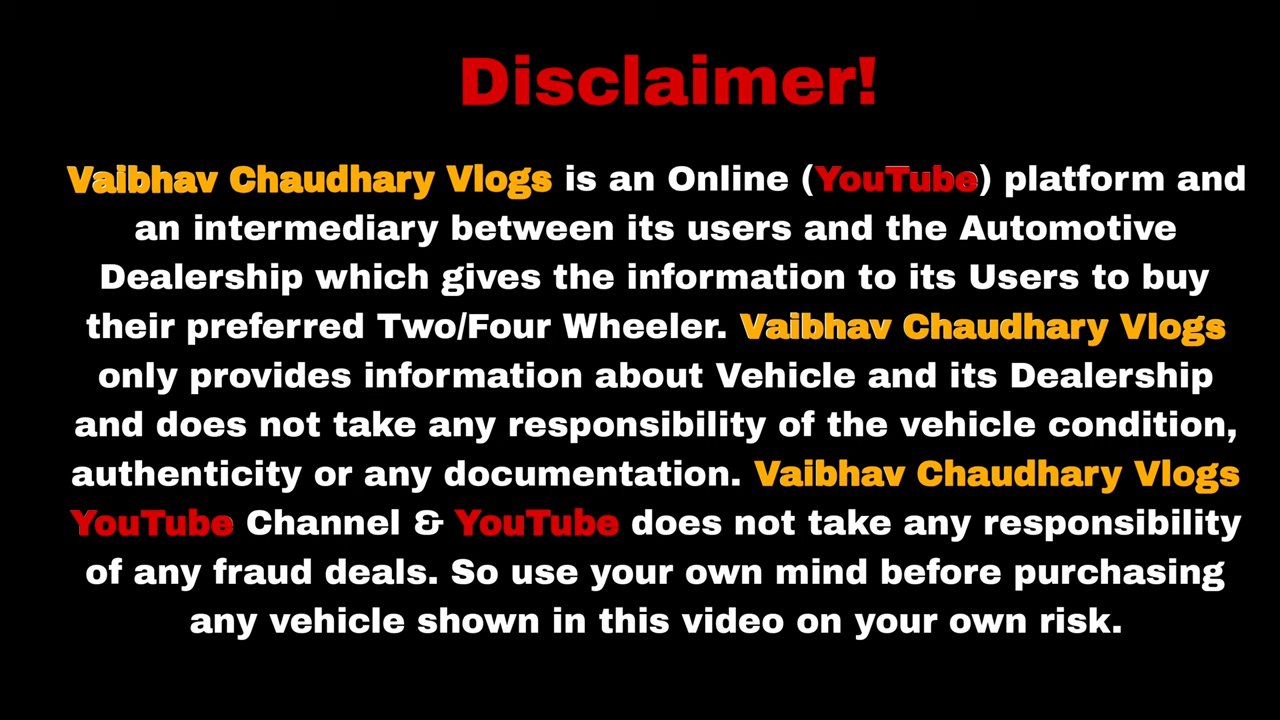 Disclaimer!
Vaibhav Chaudhary Vlogs is an Online (YouTube) platform and
an intermediary between its users and the Automotive
Dealership which gives the information to its Users to buy
their preferred Two/Four Wheeler. Vaibhav Chaudhary Vlogs
only provides information about Vehicle and its Dealership
and does not take any responsibility of the vehicle condition,
authenticity or any documentation. Vaibhav Chaudhary Vlogs
YouTube Channel & YouTube does not take any responsibility
of any fraud deals. So use your own mind before purchasing
any vehicle shown in this video on your own risk.